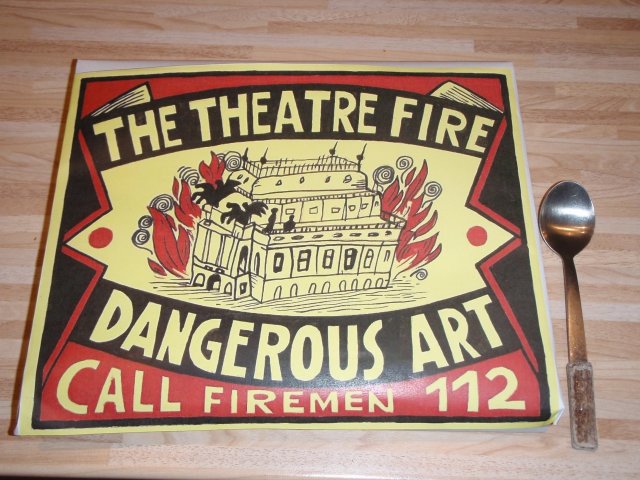 THE THEATRE FIRE
DANGEROUS ART
CALL FIREMEN 112